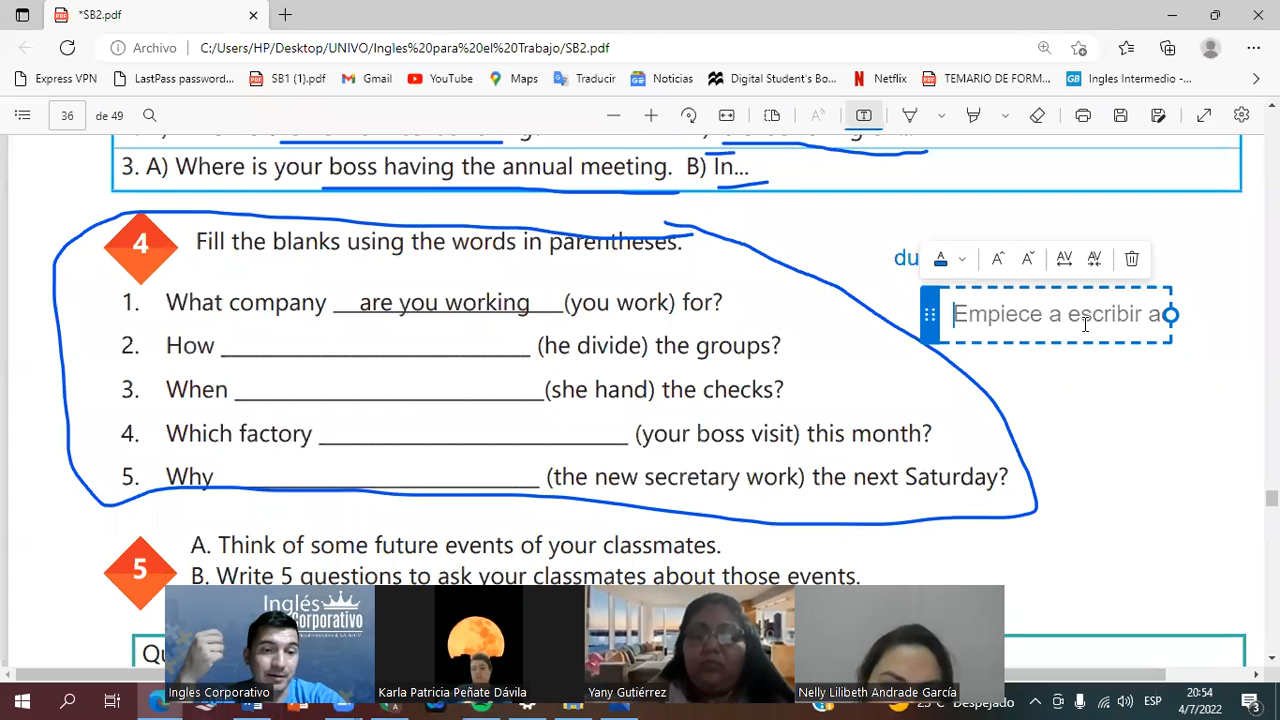 *SB2.pdf
Archivo C:/Users/HP/Desktop/UNIVO/Ingles%20para%20el%20Trabajo/SB2.pdf
Express VPN LastPass password... SB1 (1).pdf Gmail YouTube Maps Traducir Noticias Digital Student's Bo... Netflix TEMARIO DE FORM... Ingles Intermedio -...
36 de 49
3. A) Where is your boss having the annual meeting. B) In...
4 Fill the blanks using the words in parentheses.
du
Empiece a escribir a
1. What company __are you working___(you work) for?
2. How ____________________________ (he divide) the groups?
3. When ____________________________(she hand) the checks?
4. Which factory ____________________________ (your boss visit) this month?
5. Why ____________________________ (the new secretary work) the next Saturday?
5 A. Think of some future events of your classmates.
B. Write 5 questions to ask your classmates about those events.
Qu
Inglés Corporativo
Ingles Corporativo
Karla Patricia Peñate Dávila
Yany Gutiérrez
Nelly Lilibeth Andrade García
Despejado
ESP
20:54
4/7/2022